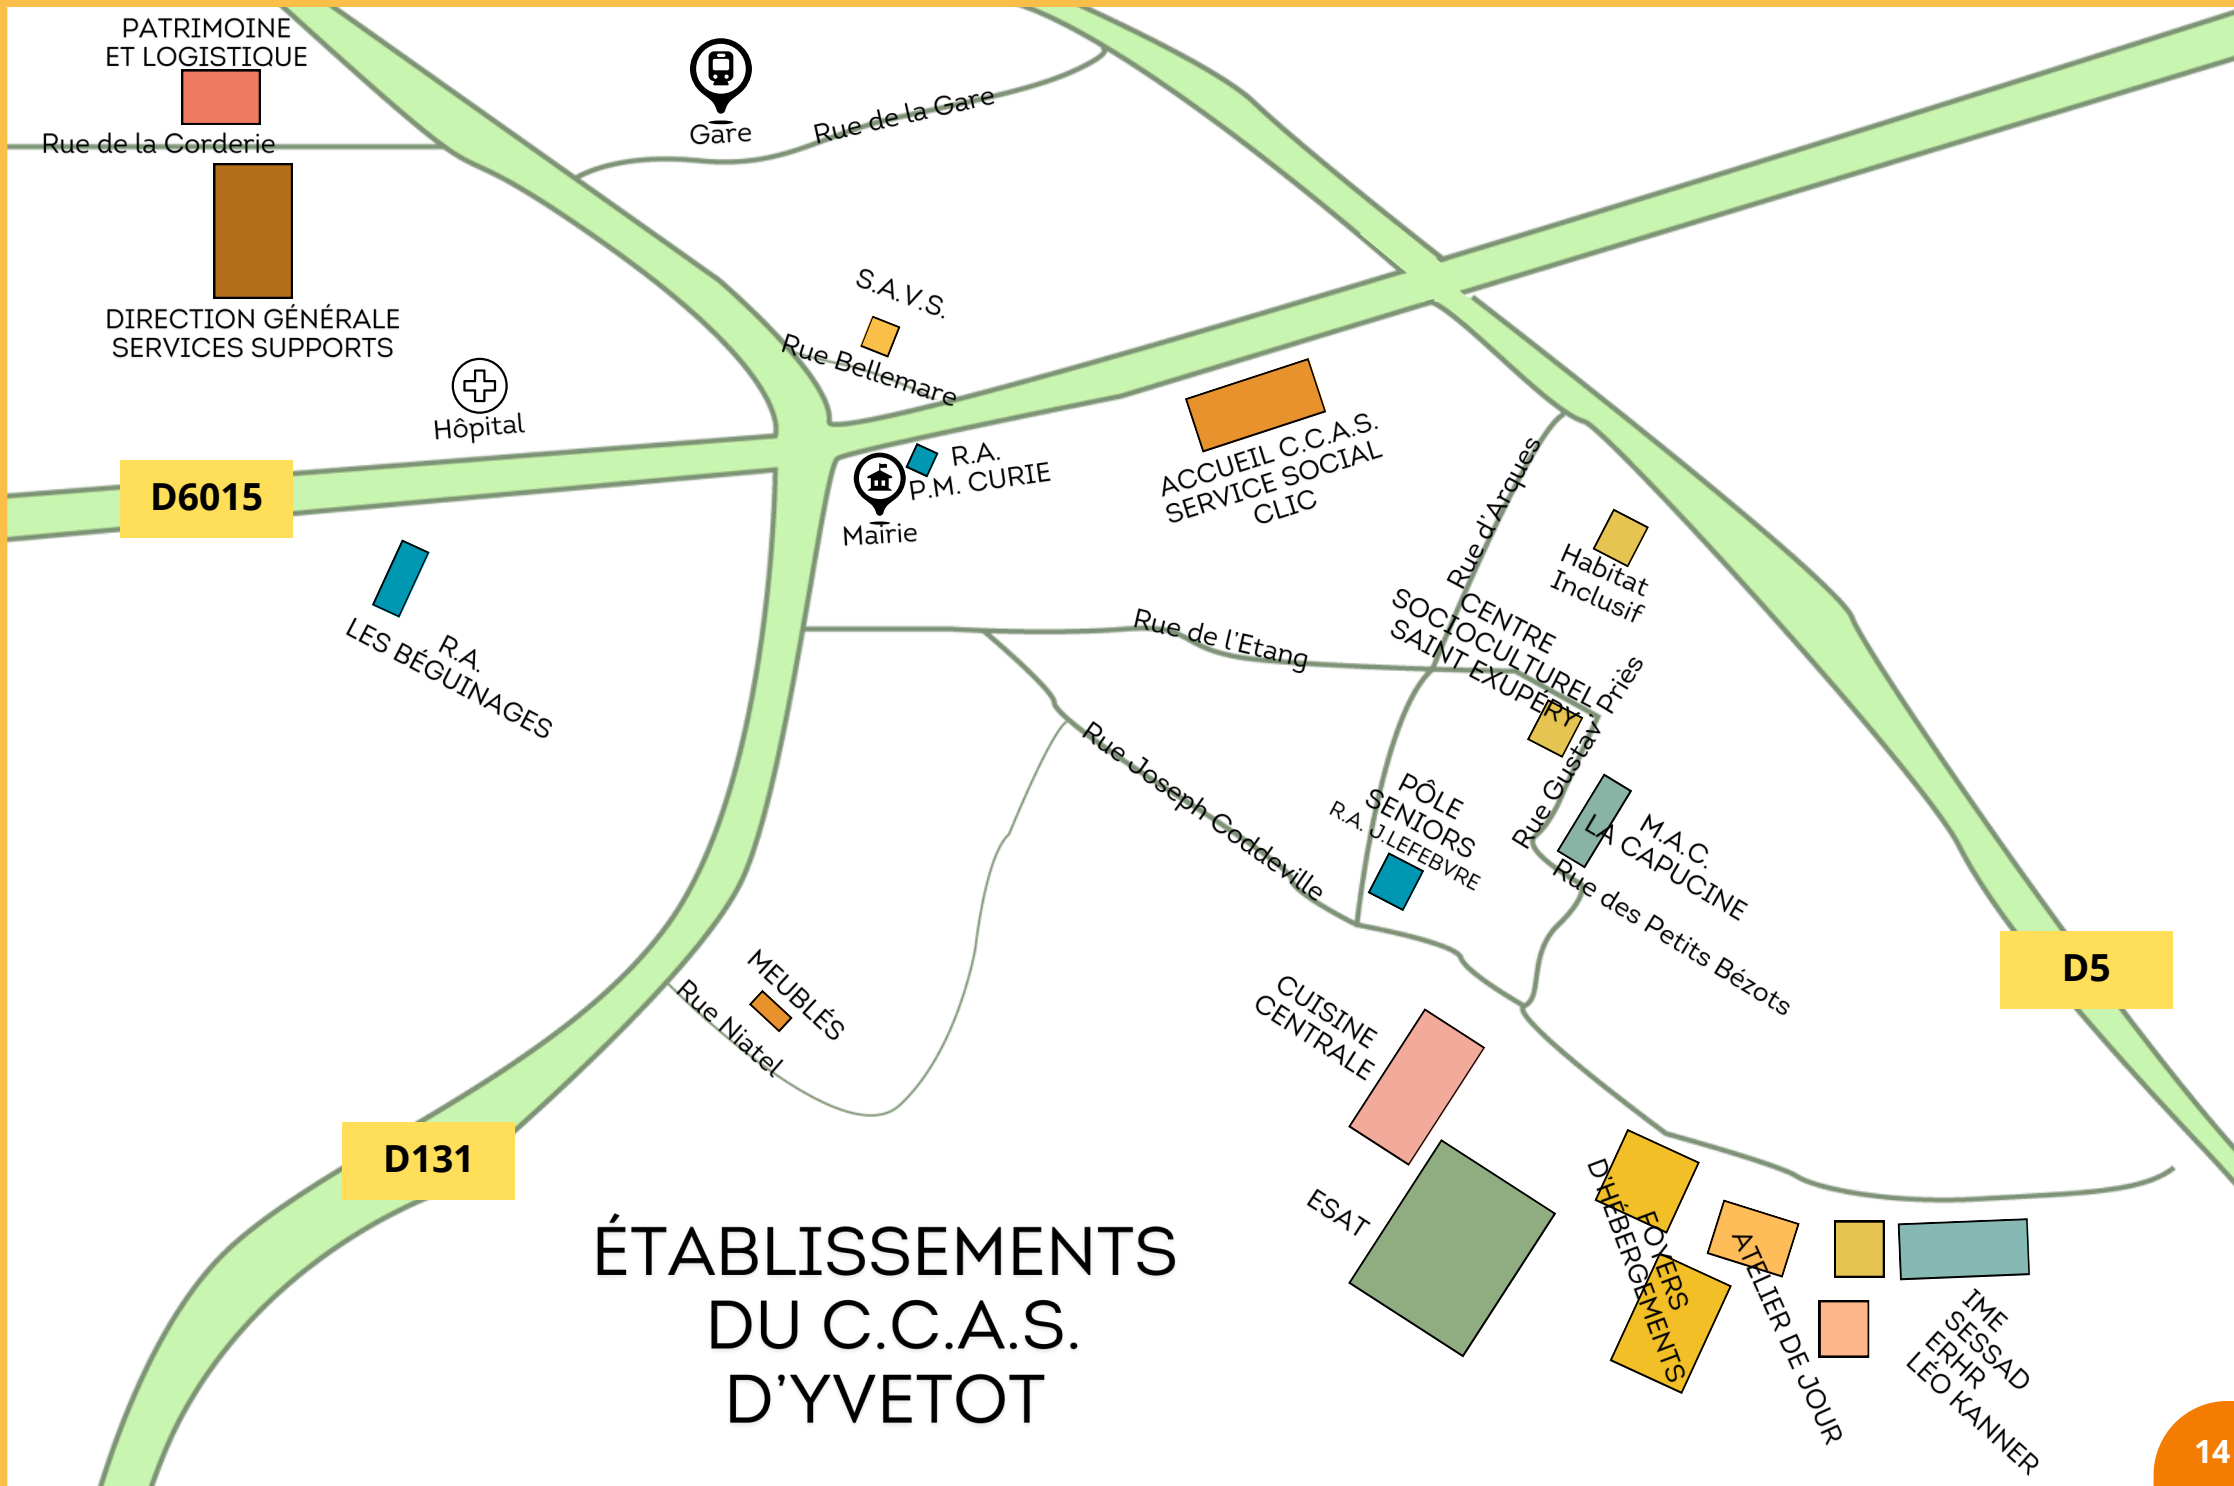 PATRIMOINE
ET LOGISTIQUE
Rue de la Corderie
DIRECTION GÉNÉRALE
SERVICES SUPPORTS
Gare
Rue de la Gare
S.A.V.S.
Rue Bellemare
Hôpital
D6015
R.A.
P.M. CURIE
Mairie
ACCUEIL C.C.A.S.
SERVICE SOCIAL
CLIC
Rue d'Arques
Habitat
Inclusif
R.A.
LES BÉGUINAGES
Rue de l'Etang
CENTRE
SOCIOCULTUREL
SAINT EXUPÉRY
Rue Gustav Priès
Rue Joseph Coddeville
PÔLE
SENIORS
R.A. J.LEFEBVRE
M.A.C.
LA CAPUCINE
Rue des Petits Bézots
D5
MEUBLÉS
Rue Niatel
CUISINE
CENTRALE
D131
ESAT
FOYERS
D'HÉBERGEMENTS
ATELIER DE JOUR
IME
SESSAD
ERHR
LÉO KANNER
ÉTABLISSEMENTS
DU C.C.A.S.
D'YVETOT
14